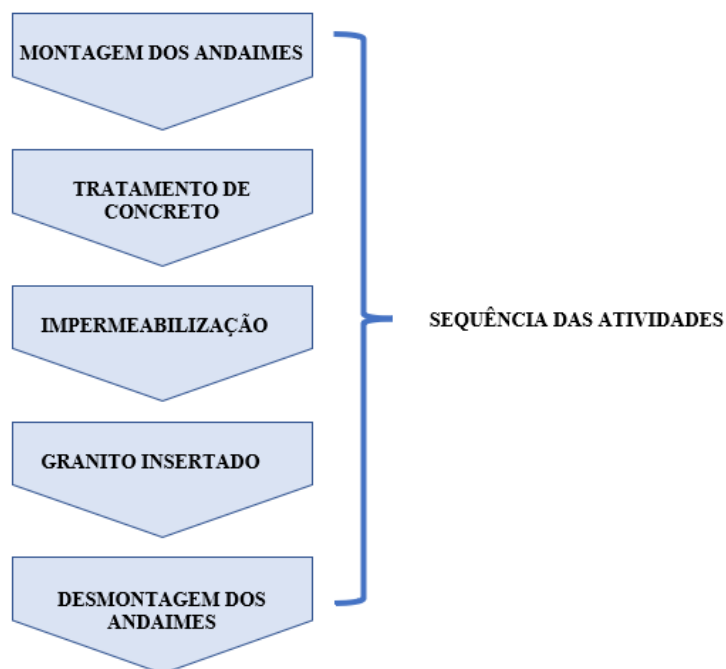 MONTAGEM DOS ANDAIMES
TRATAMENTO DE
CONCRETO
IMPERMEABILIZAÇÃO
SEQUÊNCIA DAS ATIVIDADES
GRANITO INSERTADO
DESMONTAGEM DOS
ANDAIMES